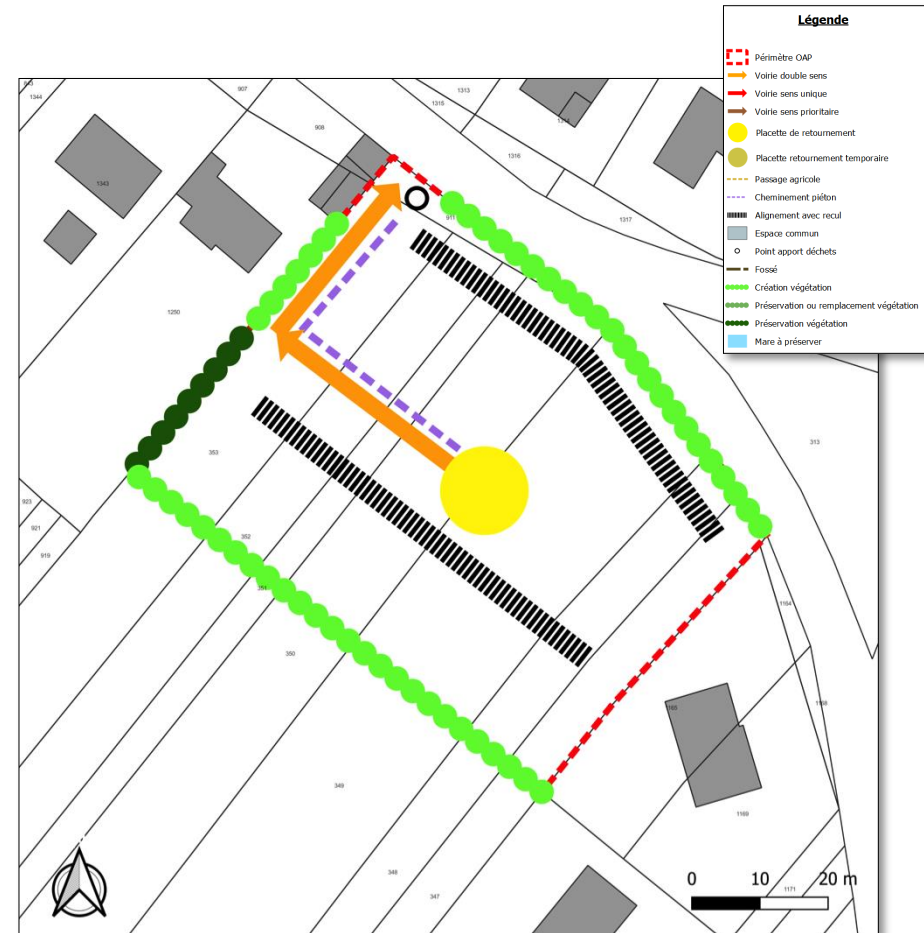 Légende
Périmètre OAP
Voirie double sens
Voirie sens unique
Voirie sens prioritaire
Placette de retournement
Placette retournement temporaire
Passage agricole
Cheminement piéton
Alignement avec recul
Espace commun
Point apport déchets
Fossé
Création végétation
Préservation ou remplacement végétation
Préservation végétation
Mare à préserver
1344
907
908
1315
1313
1314
1316
1317
911
1343
1250
313
353
923
921
919
352
351
350
349
348
347
1164
1165
1168
1169
1171
0 10 20 m